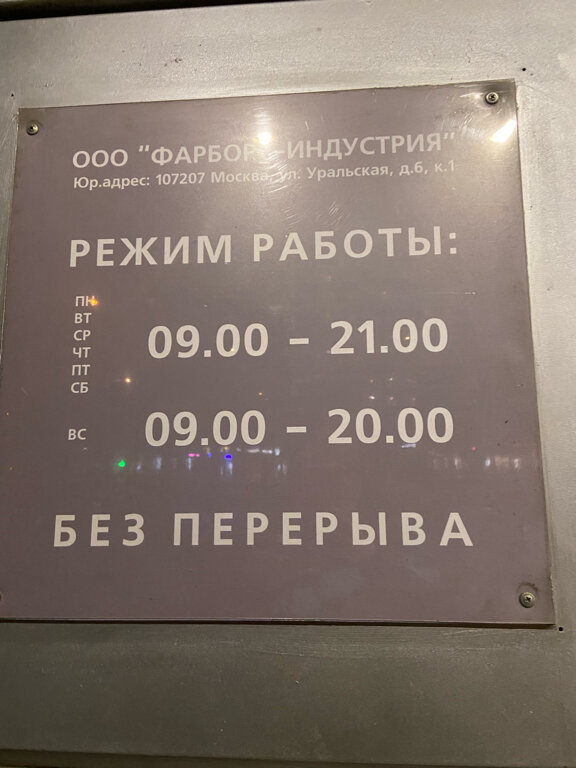 ООО "ИНДУСТРИЯ"
Юр.адрес: 107207 Москва, ул. Уральская, д.6, к.1
РЕЖИМ РАБОТЫ:
ПН
ВТ
СР
ЧТ
ПТ
СБ
09.00 – 21.00
ВС
09.00 – 20.00
БЕЗ ПЕРЕРЫВА